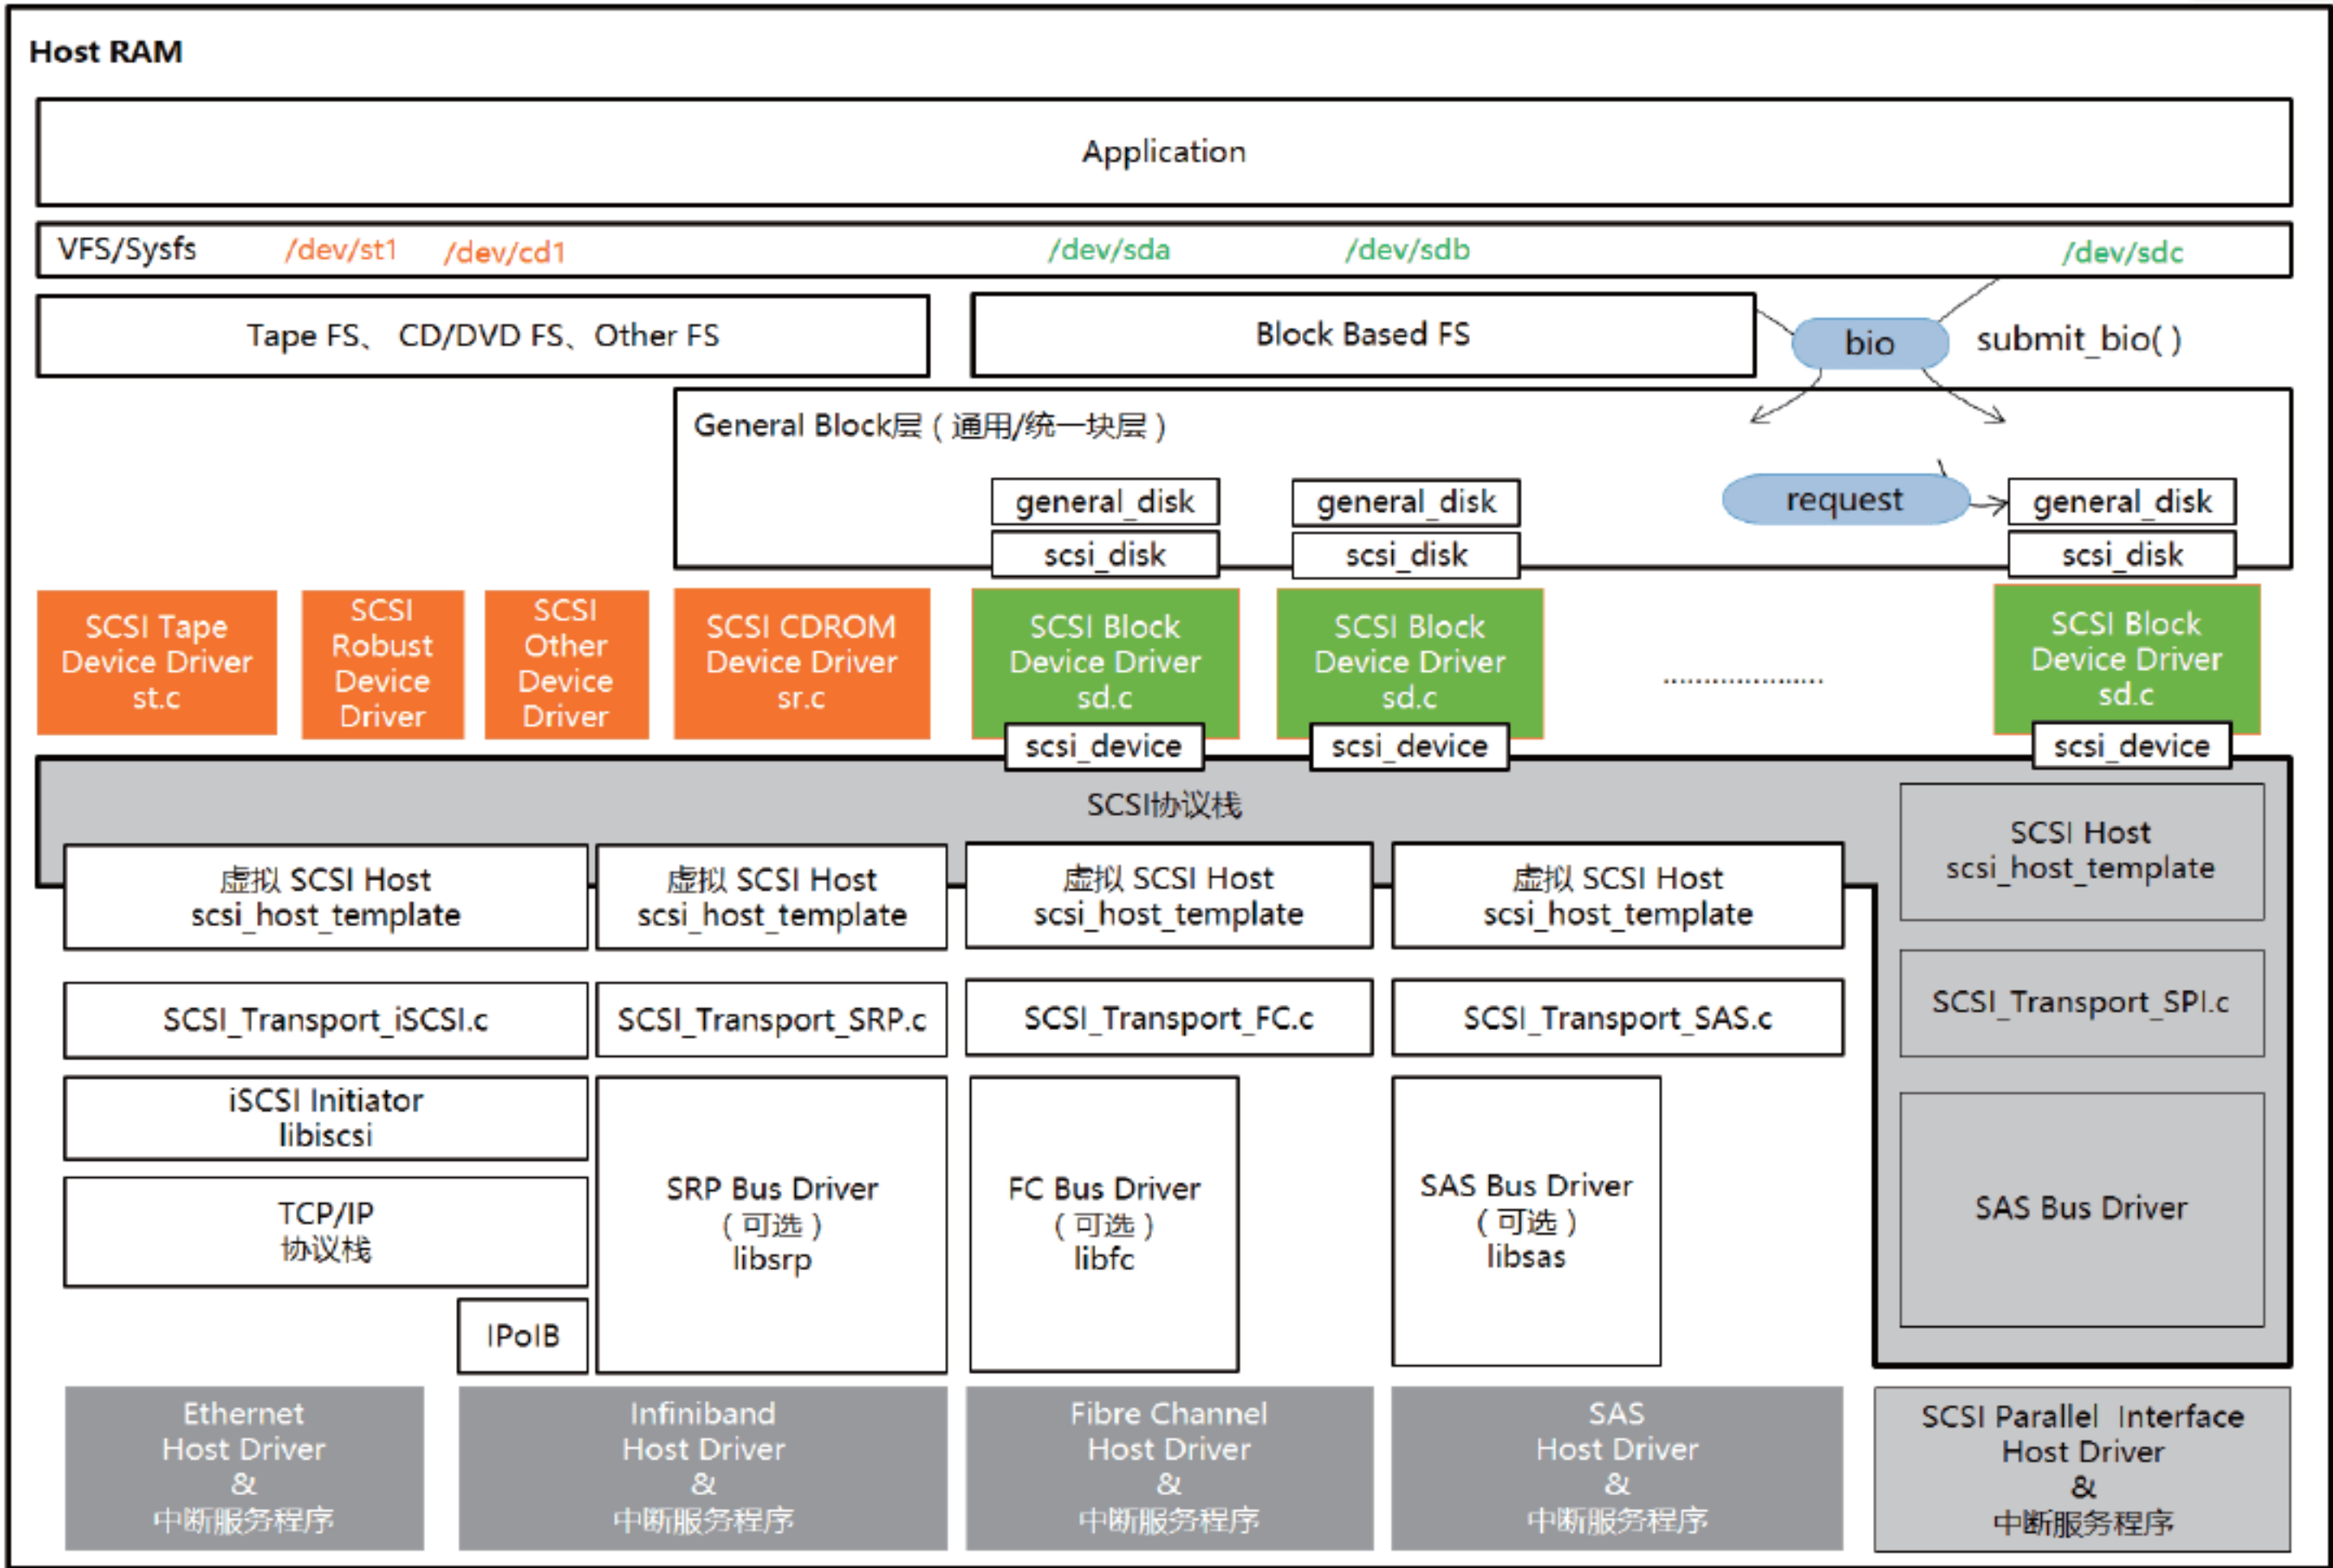 Host RAM
Application
VFS/Sysfs /dev/st1 /dev/cd1 /dev/sda /dev/sdb /dev/sdc
Tape FS、 CD/DVD FS、Other FS
Block Based FS
bio
submit_bio( )
General Block层（通用/统一块层）
request
general_disk
scsi_disk
general_disk
scsi_disk
general_disk
scsi_disk
SCSI Tape
Device Driver
st.c
SCSI
Robust
Device
Driver
SCSI
Other
Device
Driver
SCSI CDROM
Device Driver
sr.c
SCSI Block
Device Driver
sd.c
scsi_device
SCSI Block
Device Driver
sd.c
scsi_device
....................
SCSI Block
Device Driver
sd.c
scsi_device
SCSI协议栈
虚拟 SCSI Host
scsi_host_template
虚拟 SCSI Host
scsi_host_template
虚拟 SCSI Host
scsi_host_template
虚拟 SCSI Host
scsi_host_template
SCSI Host
scsi_host_template
SCSI_Transport_iSCSI.c
SCSI_Transport_SRP.c
SCSI_Transport_FC.c
SCSI_Transport_SAS.c
SCSI_Transport_SPI.c
iSCSI Initiator
libiscsi
TCP/IP
协议栈
IPoIB
SRP Bus Driver
（可选）
libsrp
FC Bus Driver
（可选）
libfc
SAS Bus Driver
（可选）
libsas
SAS Bus Driver
Ethernet
Host Driver
&
中断服务程序
Infiniband
Host Driver
&
中断服务程序
Fibre Channel
Host Driver
&
中断服务程序
SAS
Host Driver
&
中断服务程序
SCSI Parallel  Interface
Host Driver
&
中断服务程序